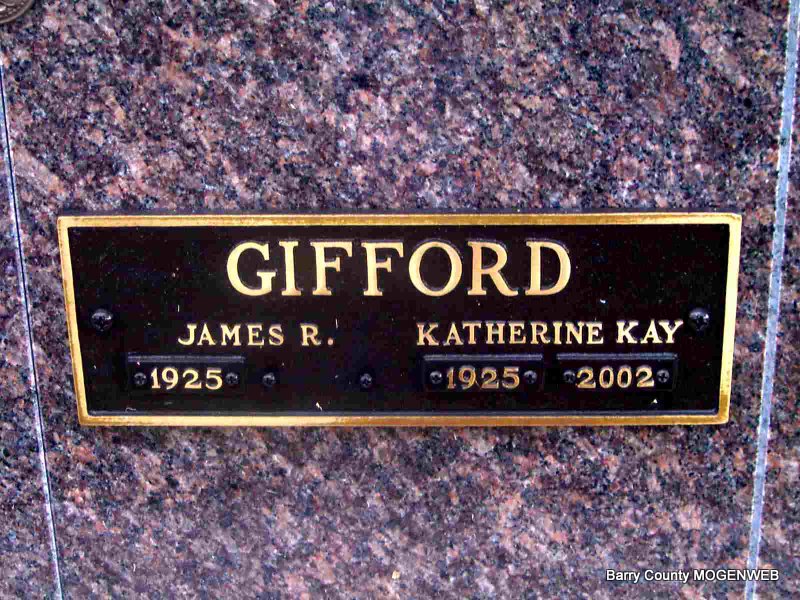 GIFFORD
JAMES R. KATHERINE KAY
1925 1925 2002
Barry County MOGENWEB